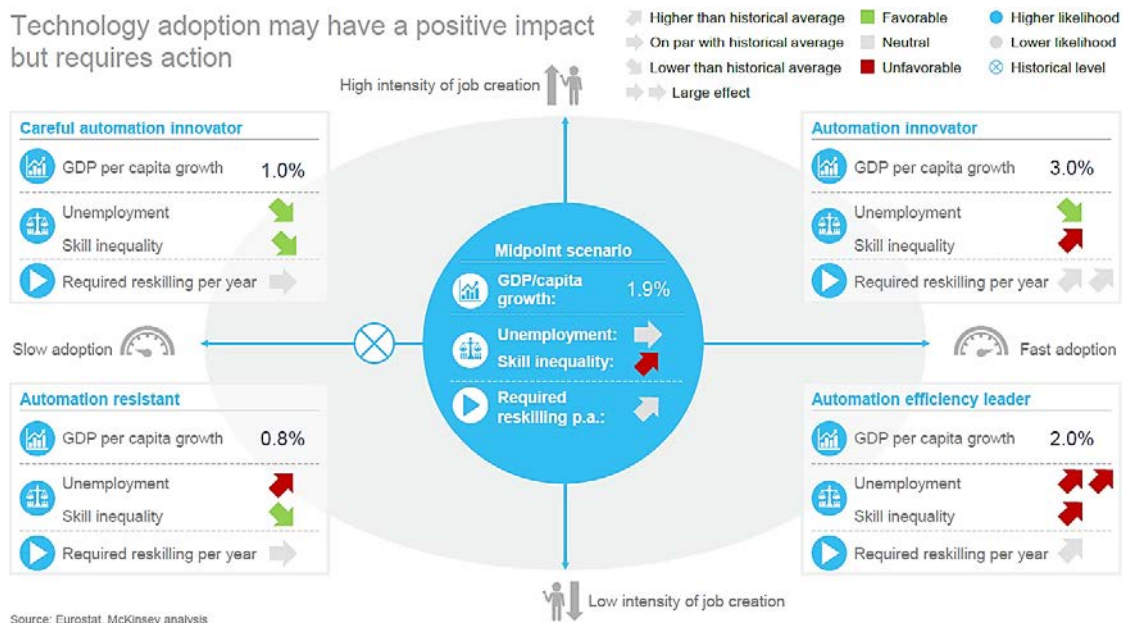 Technology adoption may have a positive impact
but requires action
Higher than historical average
On par with historical average
Lower than historical average
Large effect
Favorable
Neutral
Unfavorable
Higher likelihood
Lower likelihood
Historical level
High intensity of job creation
Careful automation innovator
GDP per capita growth 1.0%
Unemployment
Skill inequality
Required reskilling per year
Automation innovator
GDP per capita growth 3.0%
Unemployment
Skill inequality
Required reskilling per year
Midpoint scenario
GDP/capita
growth: 1.9%
Unemployment:
Skill inequality:
Required
reskilling p.a.:
Slow adoption
Fast adoption
Automation resistant
GDP per capita growth 0.8%
Unemployment
Skill inequality
Required reskilling per year
Automation efficiency leader
GDP per capita growth 2.0%
Unemployment
Skill inequality
Required reskilling per year
Low intensity of job creation
Source: Eurostat, McKinsey analysis